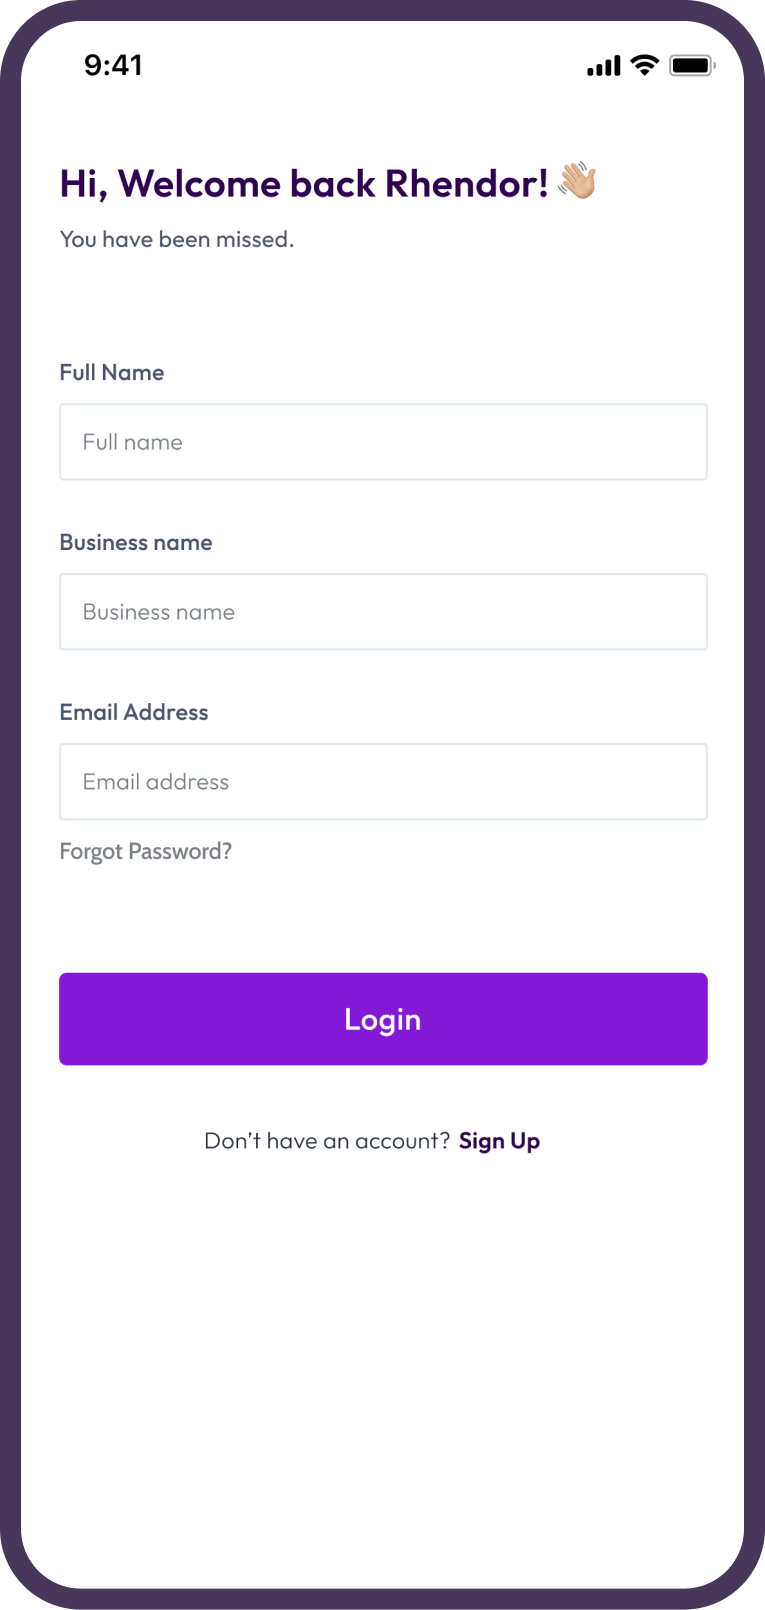 9:41
Hi, Welcome back Rhendor! 👋🏼
You have been missed.
Full Name
Full name
Business name
Business name
Email Address
Email address
Forgot Password?
Login
Don’t have an account? Sign Up